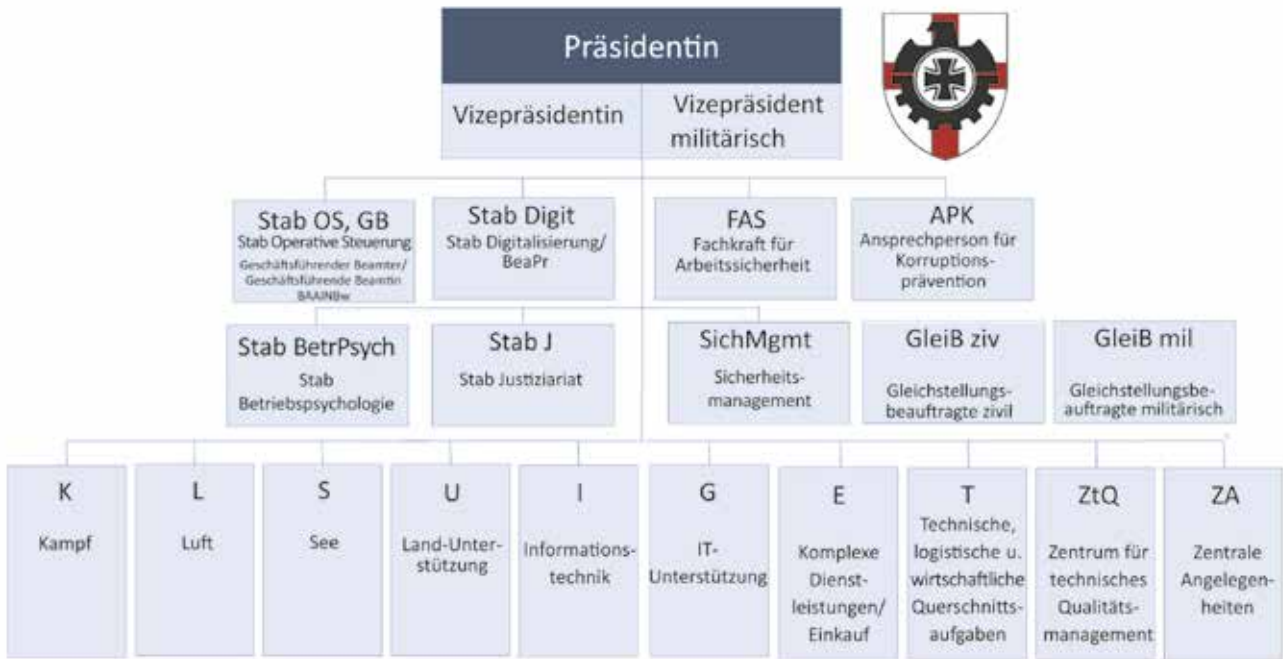 Präsidentin
Vizepräsidentin
Vizepräsident
militärisch
Stab OS, GB
Stab Operative Steuerung
Geschäftsführender Beamter/
Geschäftsführende Beamtin
BAAINBw
Stab Digit
Stab Digitalisierung/
BeaPr
FAS
Fachkraft für
Arbeitssicherheit
APK
Ansprechperson für
Korruptions-
prävention
Stab BetrPsych
Stab
Betriebspsychologie
Stab J
Stab Justiziariat
SichMgmt
Sicherheits-
management
GleiB ziv
Gleichstellungs-
beauftragte zivil
GleiB mil
Gleichstellungsbe-
auftragte militärisch
K
Kampf
L
Luft
S
See
U
Land-Unter-
stützung
I
Informations-
technik
G
IT-
Unterstützung
E
Komplexe
Dienst-
leistungen/
Einkauf
T
Technische,
logistische u.
wirtschaftliche
Querschnitts-
aufgaben
ZtQ
Zentrum für
technisches
Qualitäts-
management
ZA
Zentrale
Angelegen-
heiten